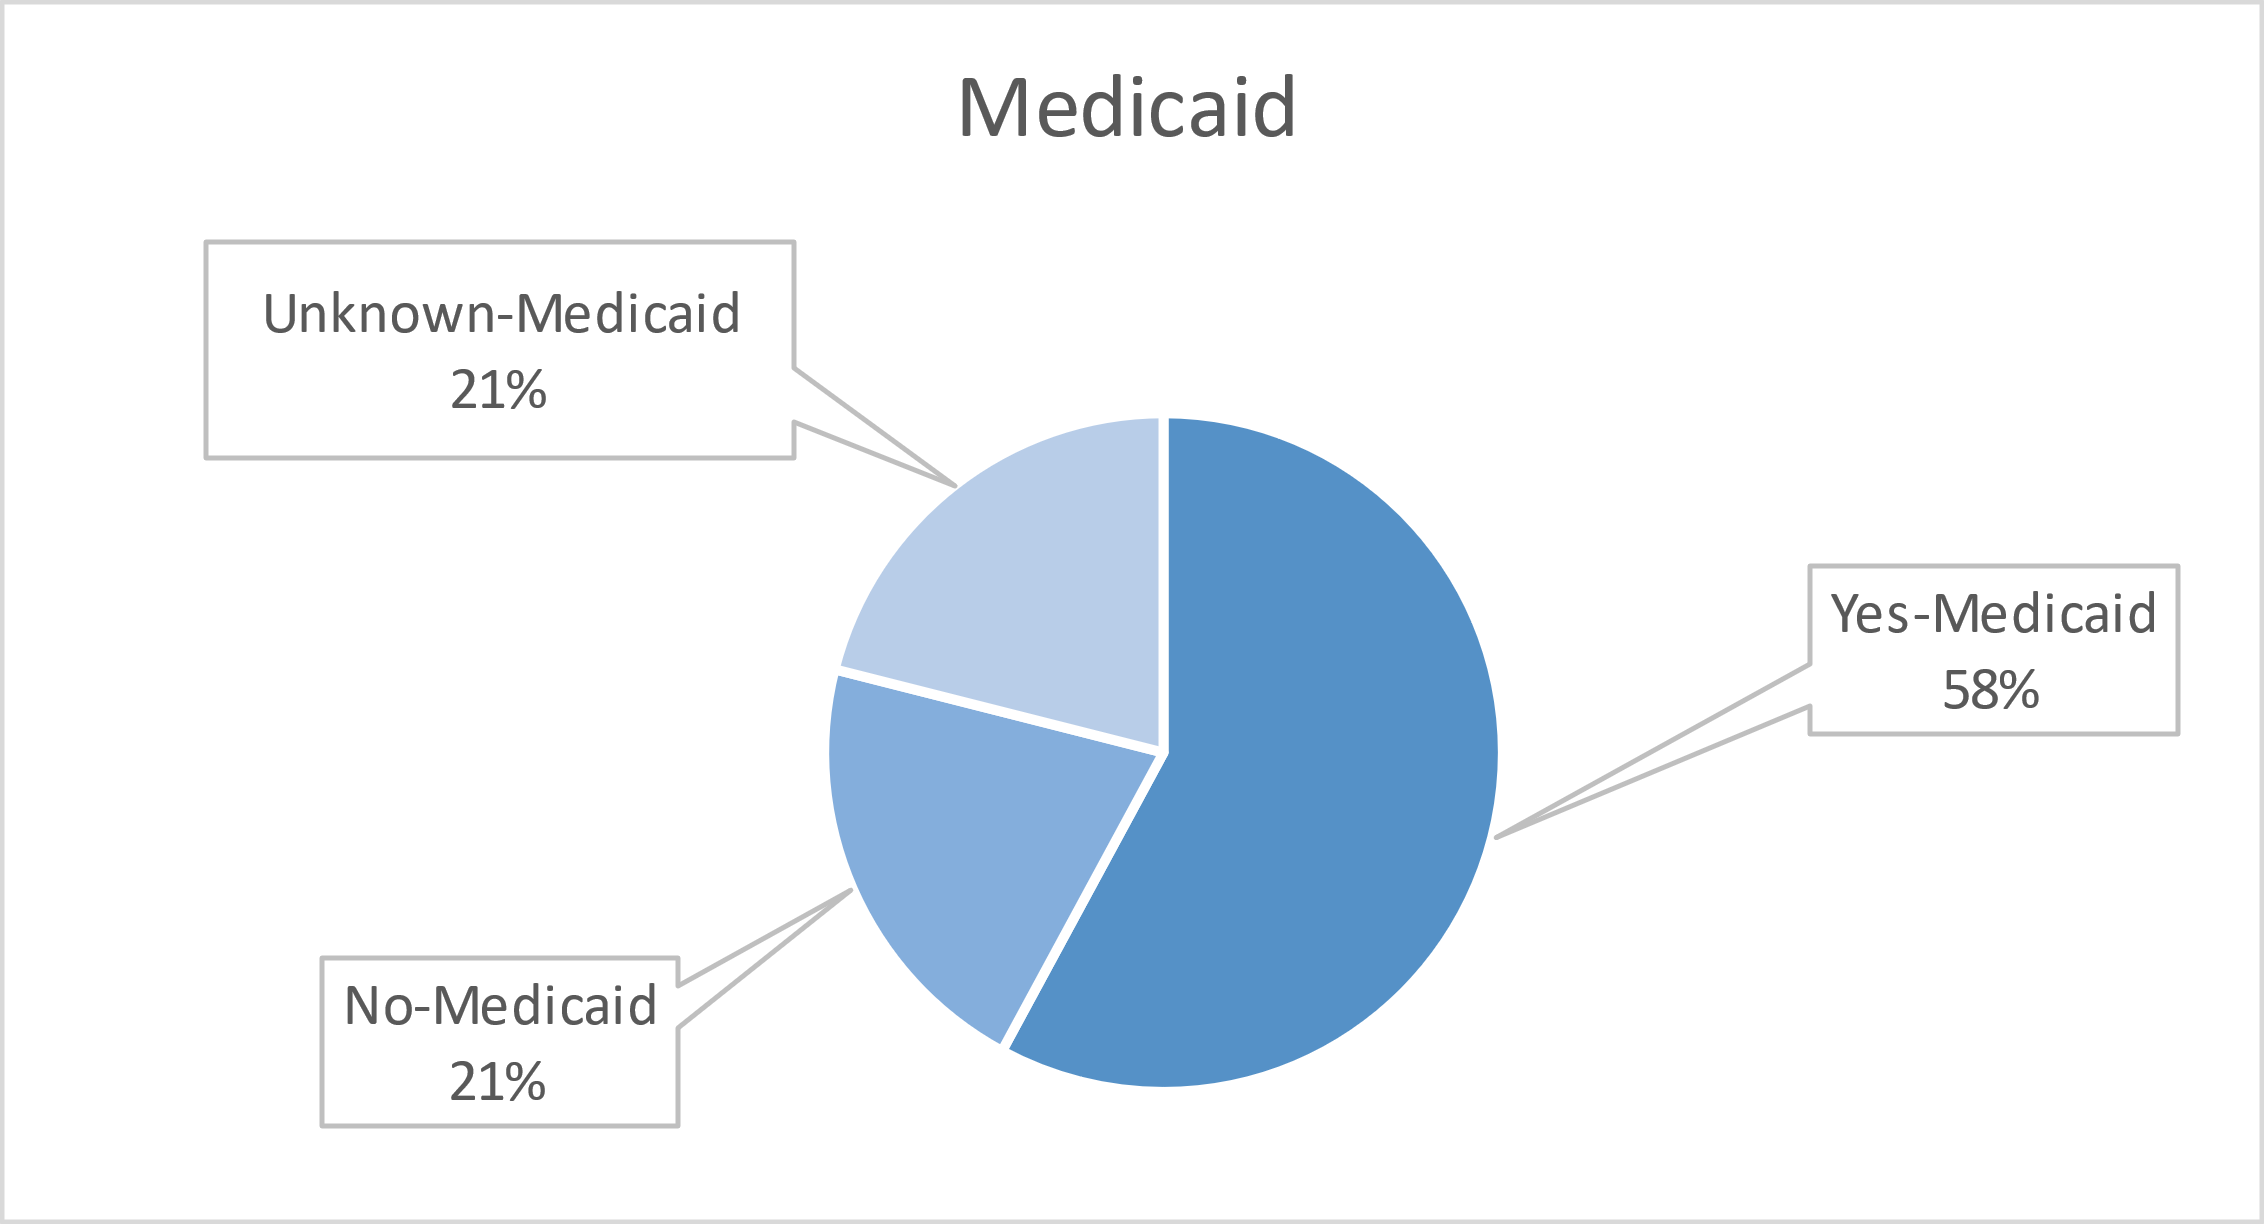 Medicaid
Unknown-Medicaid
21%
Yes-Medicaid
58%
No-Medicaid
21%